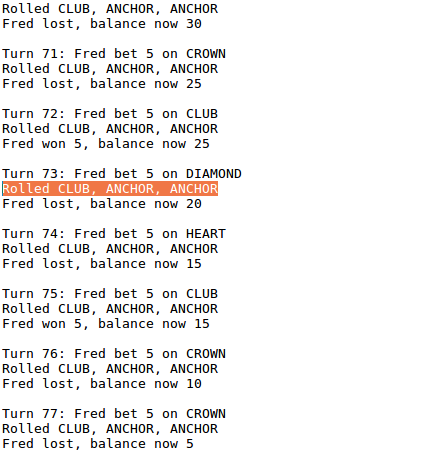 Rolled CLUB, ANCHOR, ANCHOR
Fred lost, balance now 30
Turn 71: Fred bet 5 on CROWN
Rolled CLUB, ANCHOR, ANCHOR
Fred lost, balance now 25
Turn 72: Fred bet 5 on CLUB
Rolled CLUB, ANCHOR, ANCHOR
Fred won 5, balance now 25
Turn 73: Fred bet 5 on DIAMOND
Rolled CLUB, ANCHOR, ANCHOR
Fred lost, balance now 20
Turn 74: Fred bet 5 on HEART
Rolled CLUB, ANCHOR, ANCHOR
Fred lost, balance now 15
Turn 75: Fred bet 5 on CLUB
Rolled CLUB, ANCHOR, ANCHOR
Fred won 5, balance now 15
Turn 76: Fred bet 5 on CROWN
Rolled CLUB, ANCHOR, ANCHOR
Fred lost, balance now 10
Turn 77: Fred bet 5 on CROWN
Rolled CLUB, ANCHOR, ANCHOR
Fred lost, balance now 5